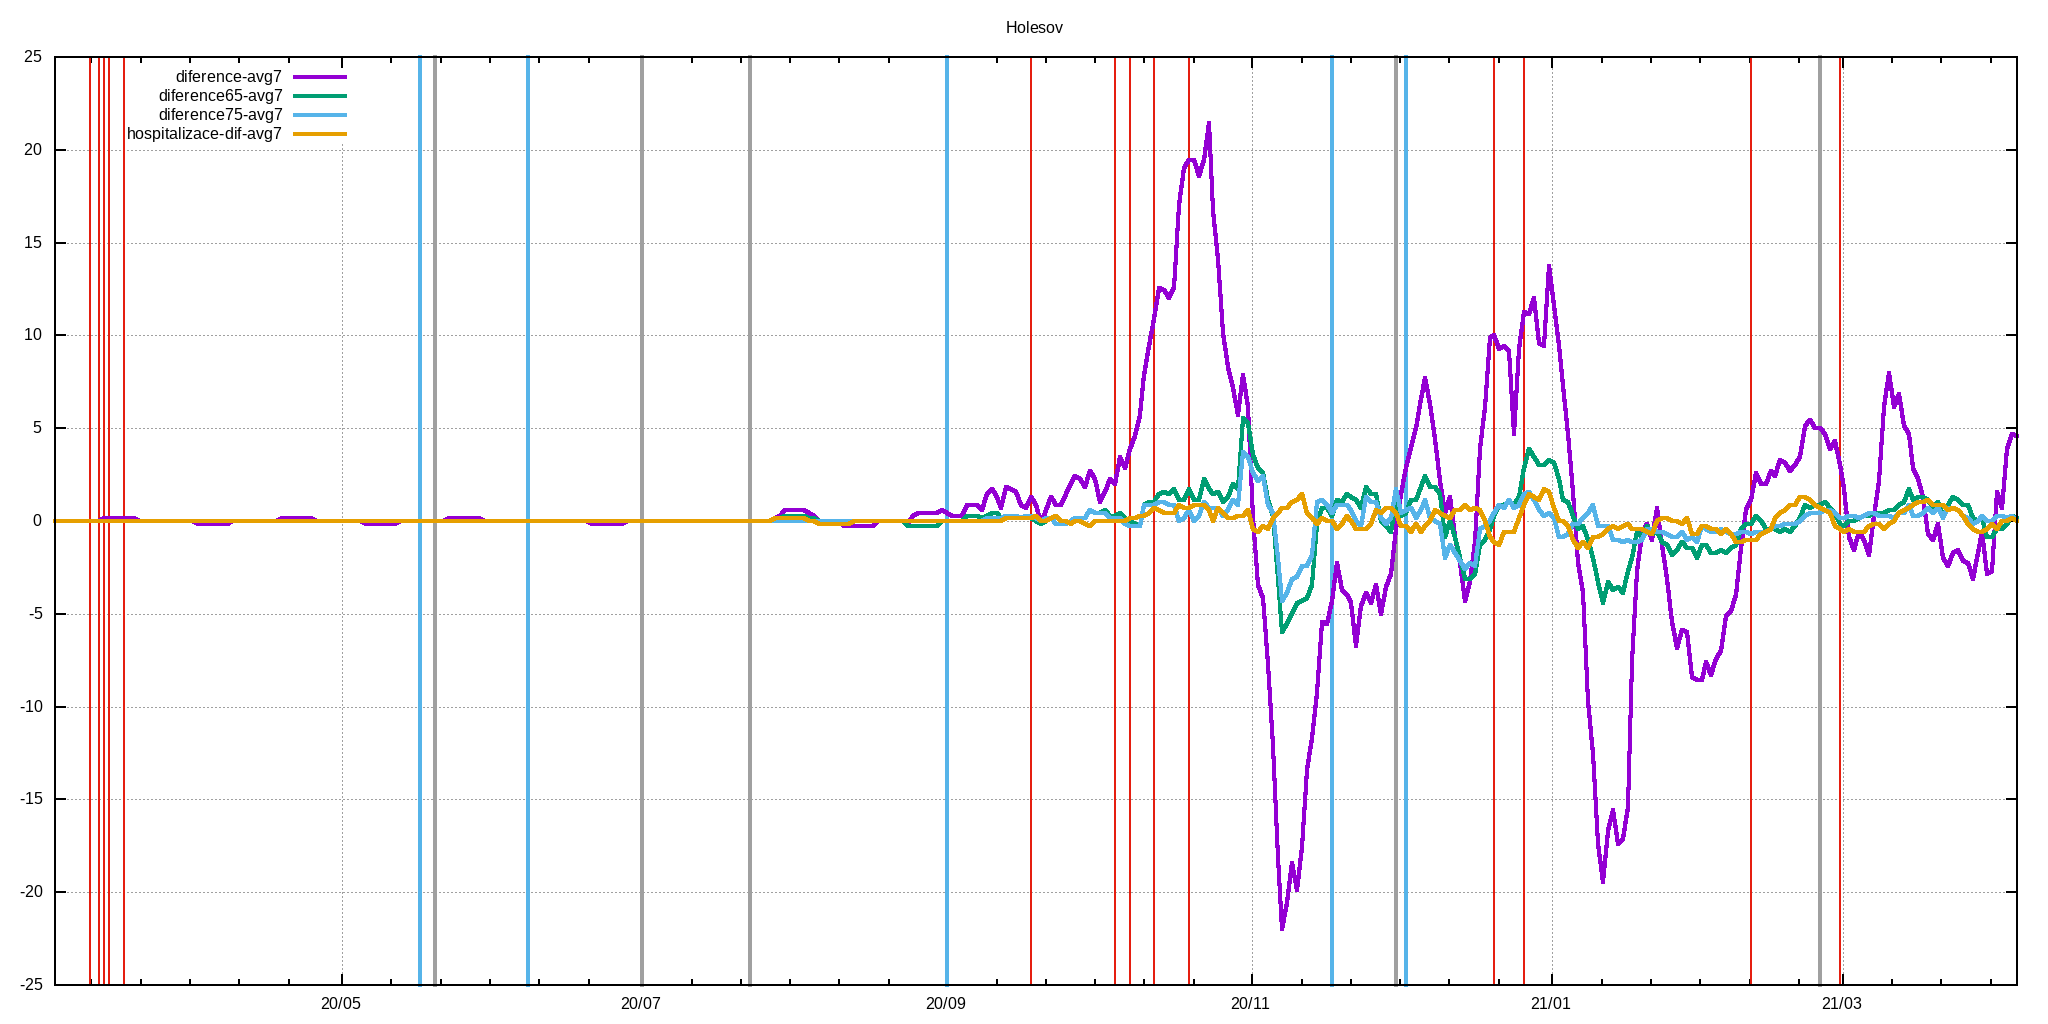 Holesov
diference-avg7
diference65-avg7
diference75-avg7
hospitalizace-dif-avg7
25
20
15
10
5
0
-5
-10
-15
-20
-25
20/05 20/07 20/09 20/11 21/01 21/03